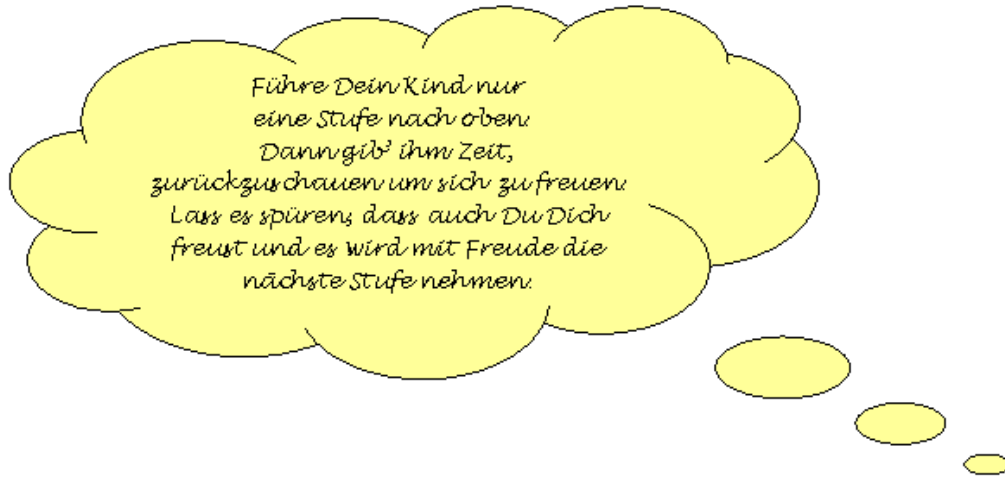 Führe Dein Kind nur
eine Stufe nach oben.
Dann gib' ihm Zeit,
zurückzuschauen um sich zu freuen.
Lass es spüren, dass auch Du Dich
freust und es wird mit Freude die
nächste Stufe nehmen.